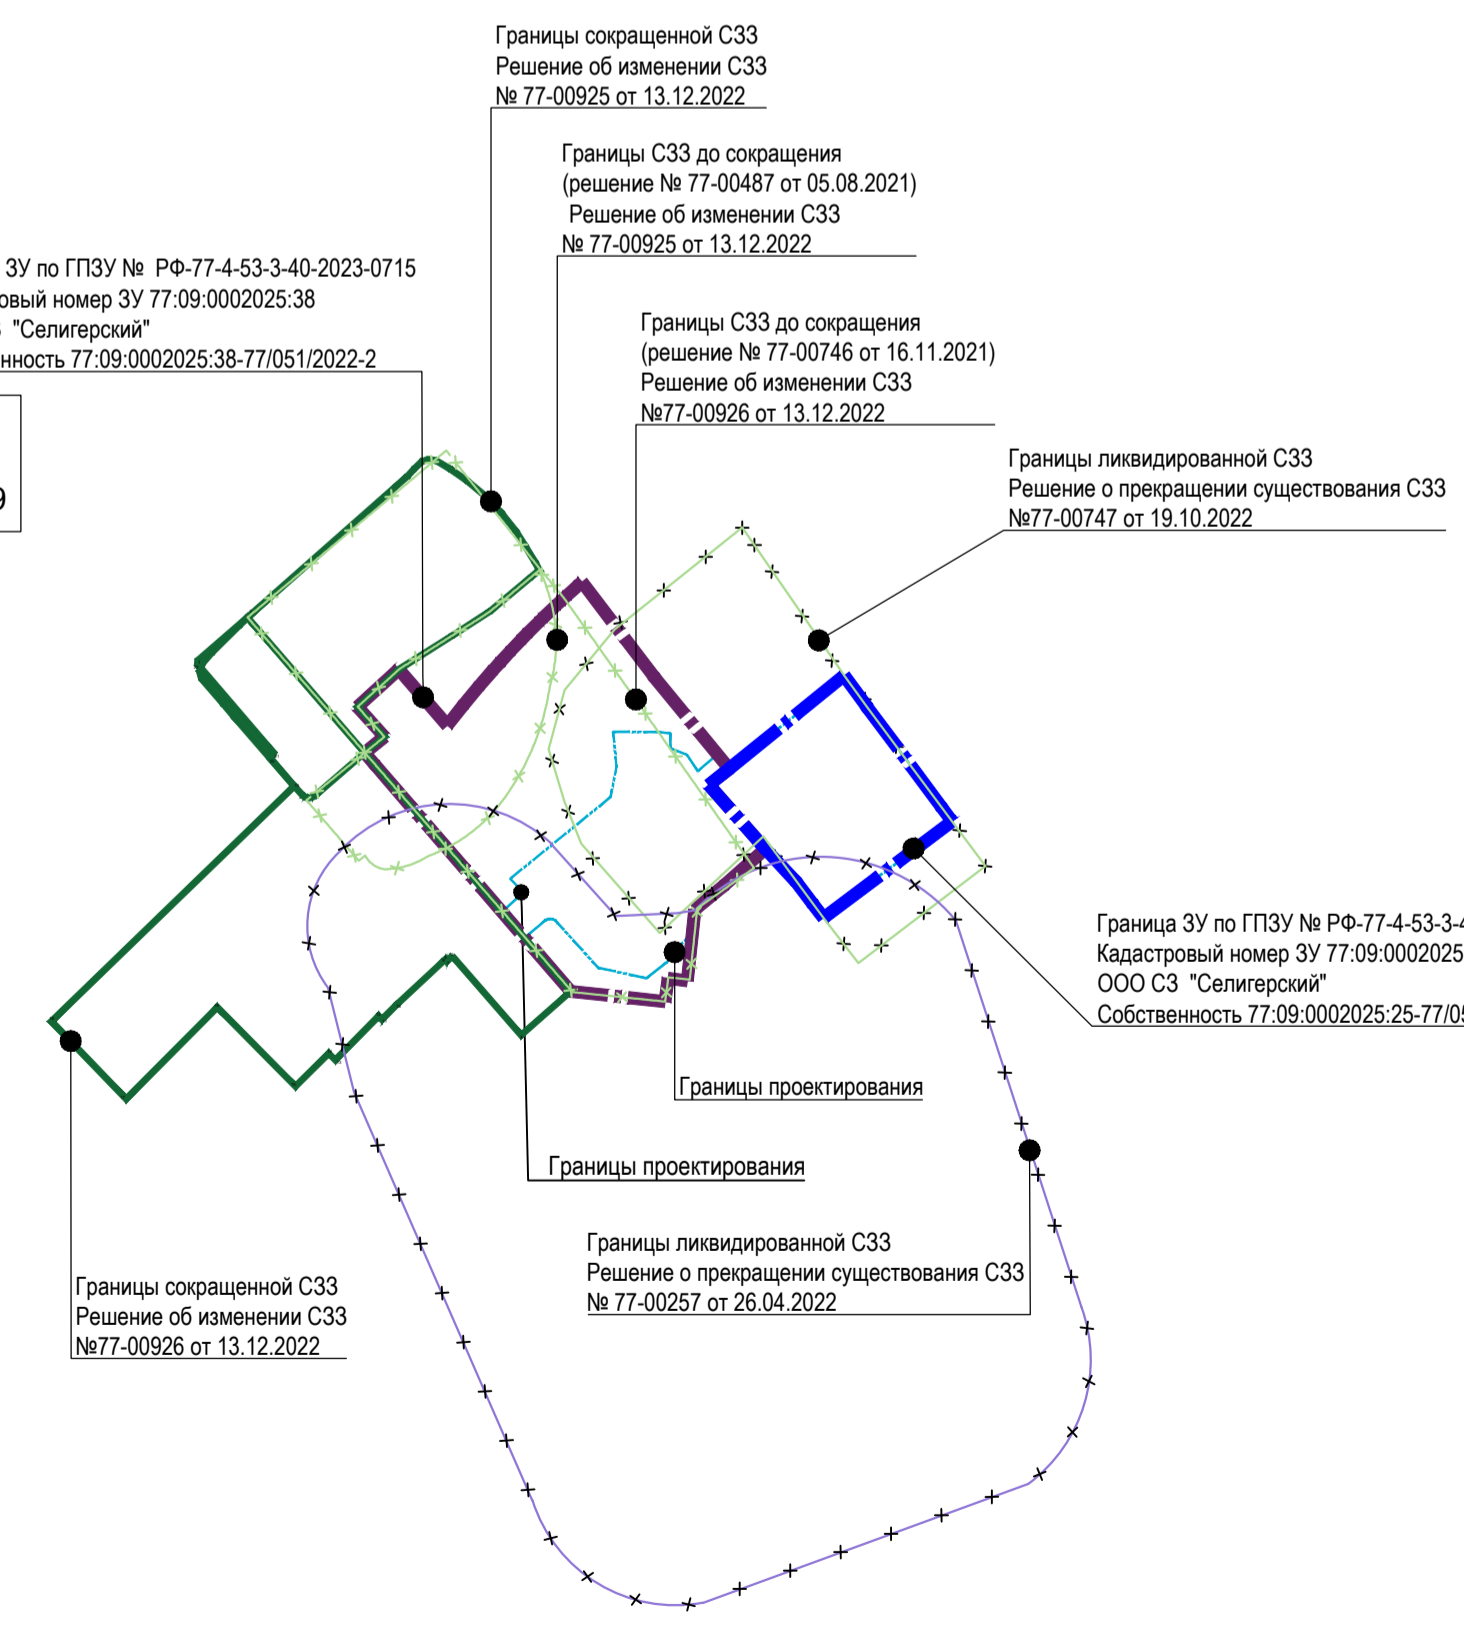 Границы сокращенной СЗЗ
Решение об изменении СЗЗ
№ 77-00925 от 13.12.2022
Границы СЗЗ до сокращения
(решение № 77-00487 от 05.08.2021)
Решение об изменении СЗЗ
№ 77-00925 от 13.12.2022
ЗУ по ГПЗУ № РФ-77-4-53-3-40-2023-0715
овый номер ЗУ 77:09:0002025:38
"Селигерский"
нность 77:09:0002025:38-77/051/2022-2
9
Границы СЗЗ до сокращения
(решение № 77-00746 от 16.11.2021)
Решение об изменении СЗЗ
№77-00926 от 13.12.2022
Границы ликвидированной СЗЗ
Решение о прекращении существования СЗЗ
№77-00747 от 19.10.2022
Граница ЗУ по ГПЗУ № РФ-77-4-53-3-4
Кадастровый номер ЗУ 77:09:0002025
ООО СЗ "Селигерский"
Собственность 77:09:0002025:25-77/05
Границы проектирования
Границы проектирования
Границы ликвидированной СЗЗ
Решение о прекращении существования СЗЗ
№ 77-00257 от 26.04.2022
Границы сокращенной СЗЗ
Решение об изменении СЗЗ
№77-00926 от 13.12.2022